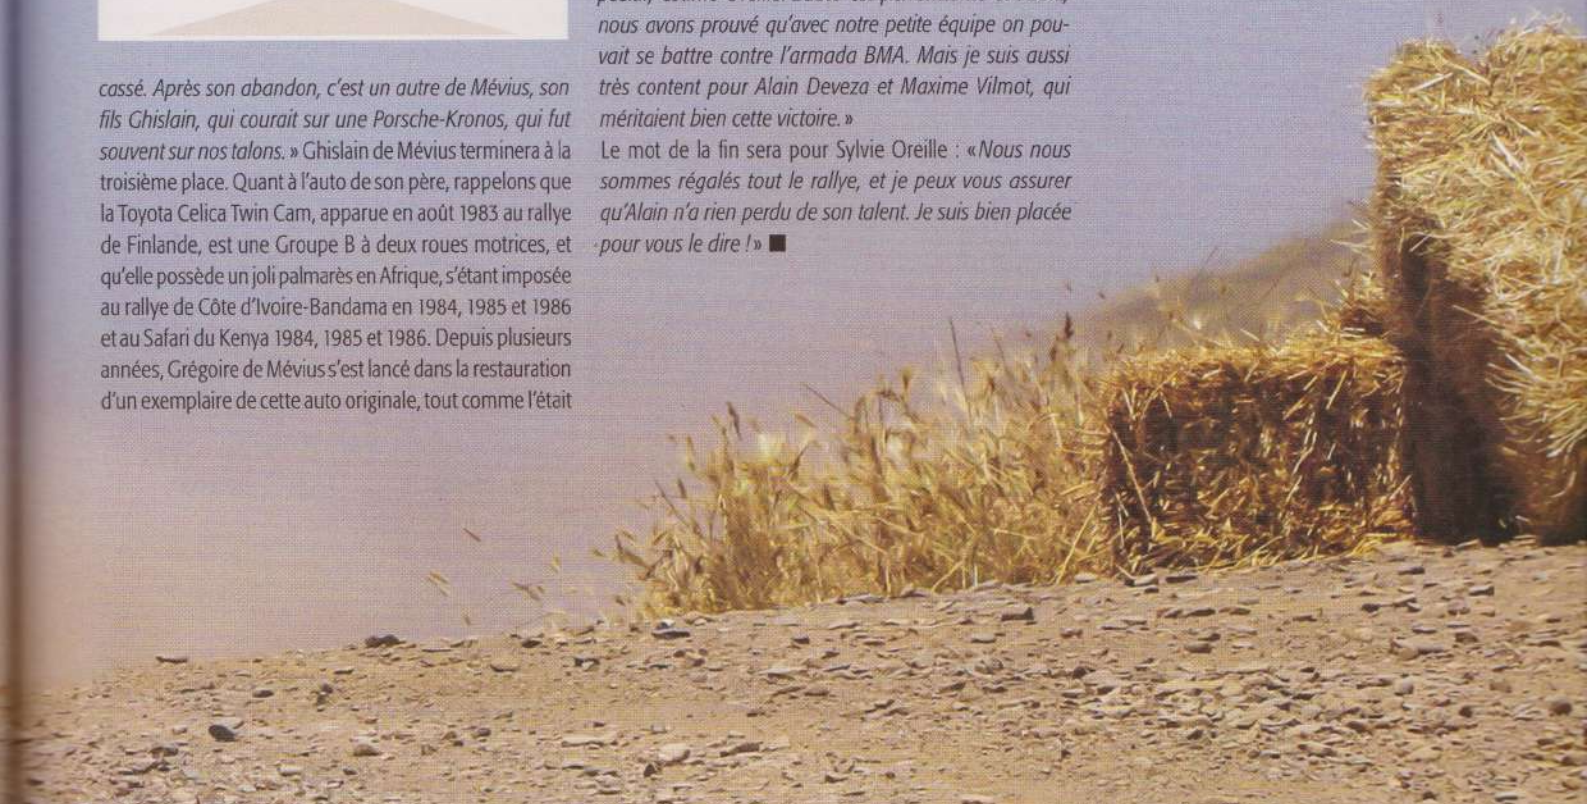 cassé. Après son abandon, c'est un autre de Mévius, son
fils Ghislain, qui courait sur une Porsche-Kronos, qui fut
souvent sur nos talons. » Ghislain de Mévius terminera à la
troisième place. Quant à l'auto de son père, rappelons que
la Toyota Celica Twin Cam, apparue en août 1983 au rallye
de Finlande, est une Groupe B à deux roues motrices, et
qu'elle possède un joli palmarès en Afrique, s'étant imposée
au rallye de Côte d'Ivoire-Bandama en 1984, 1985 et 1986
et au Safari du Kenya 1984, 1985 et 1986. Depuis plusieurs
années, Grégoire de Mévius s'est lancé dans la restauration
d'un exemplaire de cette auto originale, tout comme l'était
nous avons prouvé qu'avec notre petite équipe on pou-
vait se battre contre l'armada BMA. Mais je suis aussi
très content pour Alain Deveza et Maxime Vilmot, qui
méritaient bien cette victoire. »
Le mot de la fin sera pour Sylvie Oreille : « Nous nous
sommes régalés tout le rallye, et je peux vous assurer
qu'Alain n'a rien perdu de son talent. Je suis bien placée
pour vous le dire ! » ■